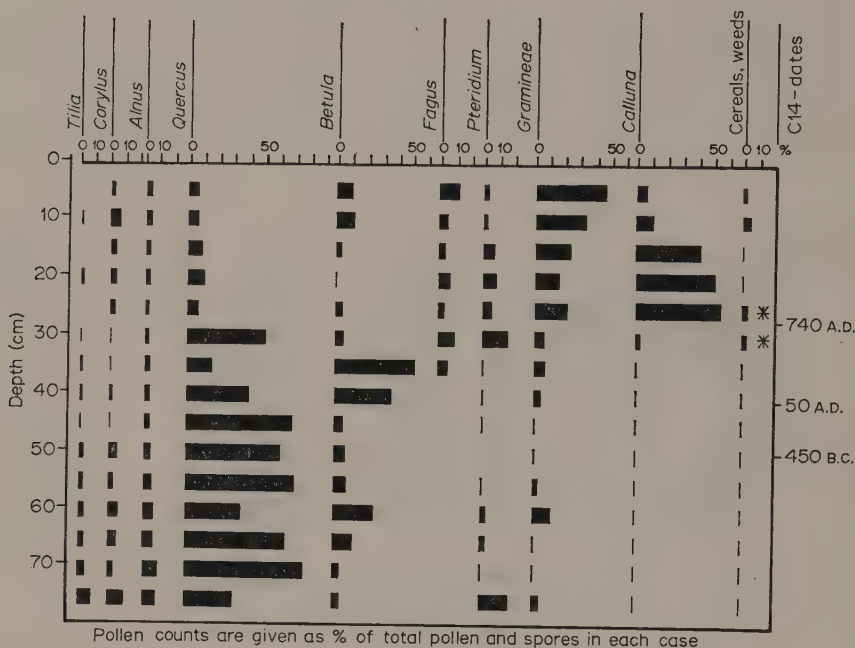 Tilia
Corylus
Alnus
Quercus
Betula
Fagus
Pteridium
Gramineae
Calluna
Cereals, weeds
C14-dates
10 0 10 0 10 0 10 0 50 0 50 0 10 0 10 0 50 0 50 0 10 %
0
10
20
30
40
50
60
70
Depth (cm)
*
740 A.D.
*
50 A.D.
450 B.C.
Pollen counts are given as % of total pollen and spores in each case